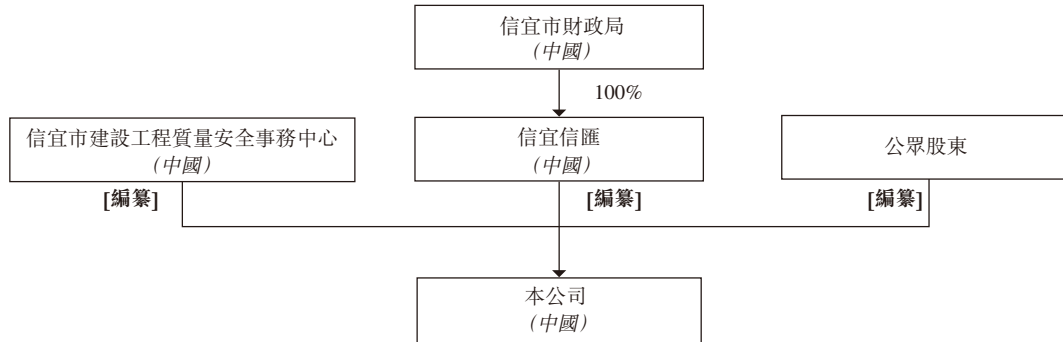 信宜市財政局
(中國)
100%
信宜市建設工程質量安全事務中心
(中國)
信宜信匯
(中國)
公眾股東
[編纂]
[編纂]
[編纂]
本公司
(中國)